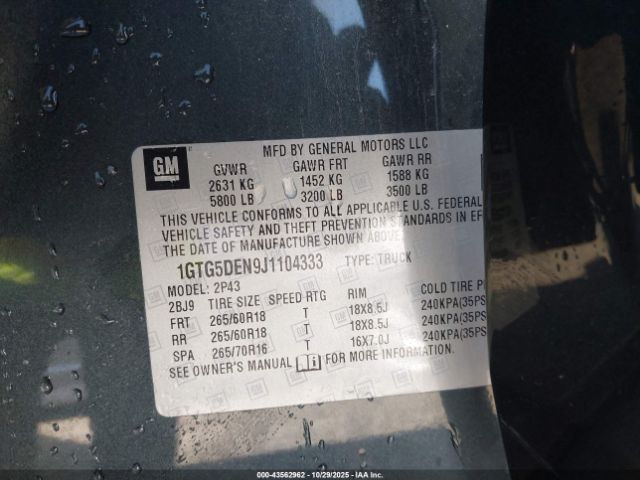 MFD BY GENERAL MOTORS LLC
GM
GVWR GAWR FRT GAWR RR
2631 KG 1452 KG 1588 KG
5800 LB 3200 LB 3500 LB
THIS VEHICLE CONFORMS TO ALL APPLICABLE U.S. FEDERAL
VEHICLE SAFETY AND THEFT PREVENTION STANDARDS IN EF
THE DATE OF MANUFACTURE SHOWN ABOVE.
1GTG5DEN9J1104333 TYPE: TRUCK
MODEL: 2P43
2BJ9 TIRE SIZE SPEED RTG RIM COLD TIRE P
FRT 265/60R18 T 18X8.5J 240KPA(35PS
RR 265/60R18 T 18X8.5J 240KPA(35PS
SPA 265/70R16 T 16X7.0J 240KPA(35PS
SEE OWNER'S MANUAL FOR MORE INFORMATION.
000-43562962 - 10/29/2025 - IAA Inc.